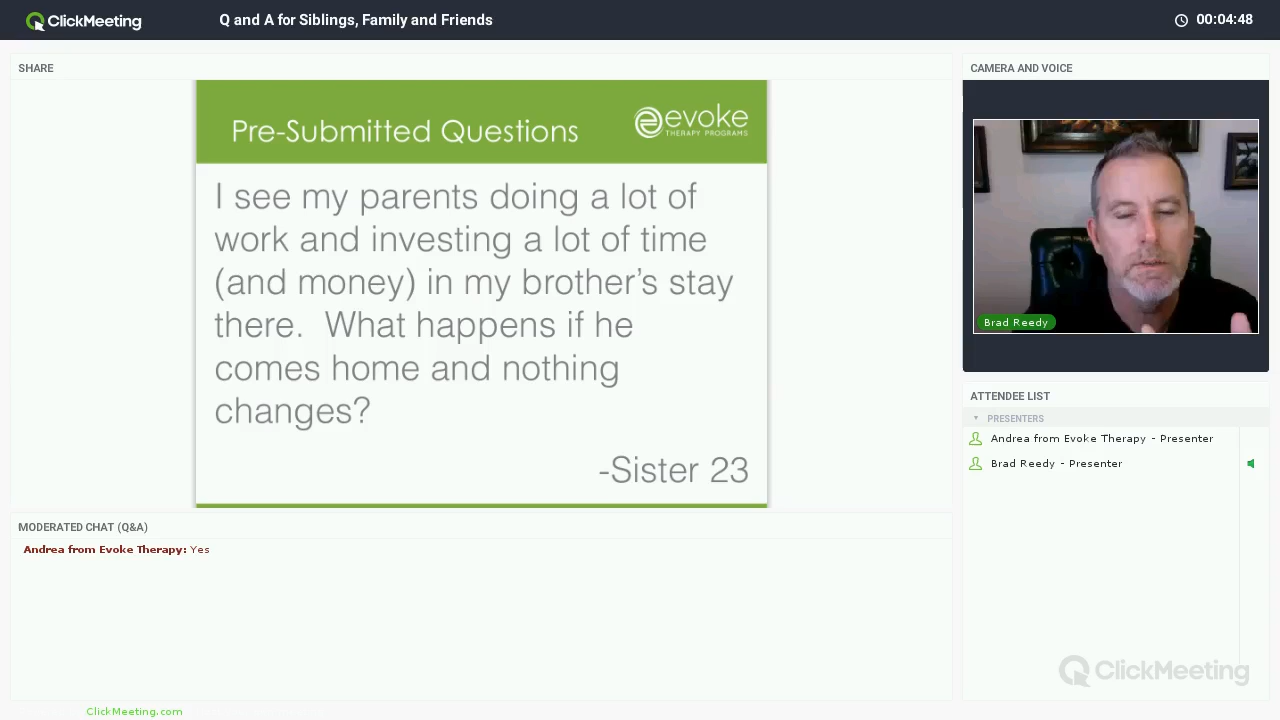 ClickMeeting
Q and A for Siblings, Family and Friends
00:04:48
SHARE
Pre-Submitted Questions
evoke
THERAPY PROGRAMS
I see my parents doing a lot of
work and investing a lot of time
(and money) in my brother’s stay
there.  What happens if he
comes home and nothing
changes?
-Sister 23
CAMERA AND VOICE
Brad Reedy
ATTENDEE LIST
PRESENTERS
Andrea from Evoke Therapy - Presenter
Brad Reedy - Presenter
MODERATED CHAT (Q&A)
Andrea from Evoke Therapy: Yes
ClickMeeting
ClickMeeting.com